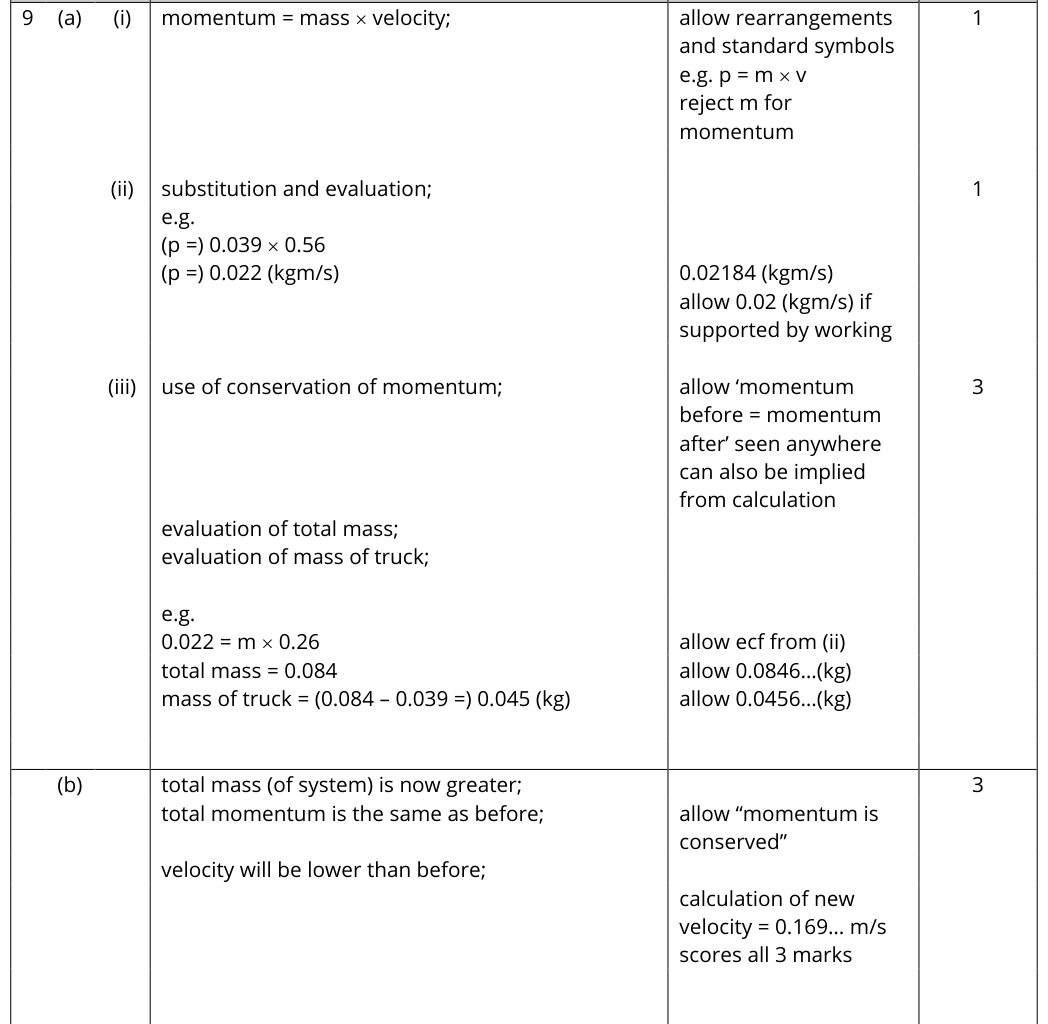 9 (a) (i) momentum = mass × velocity; allow rearrangements 1
and standard symbols
e.g. p = m × v
reject m for
momentum
(ii) substitution and evaluation; 1
e.g.
(p =) 0.039 × 0.56
(p =) 0.022 (kgm/s) 0.02184 (kgm/s)
allow 0.02 (kgm/s) if
supported by working
(iii) use of conservation of momentum; allow ‘momentum 3
before = momentum
after’ seen anywhere
can also be implied
from calculation
evaluation of total mass;
evaluation of mass of truck;
e.g.
0.022 = m × 0.26 allow ecf from (ii)
total mass = 0.084 allow 0.0846...(kg)
mass of truck = (0.084 – 0.039 =) 0.045 (kg) allow 0.0456...(kg)
(b) total mass (of system) is now greater; 3
total momentum is the same as before; allow “momentum is
conserved”
velocity will be lower than before;
calculation of new
velocity = 0.169... m/s
scores all 3 marks